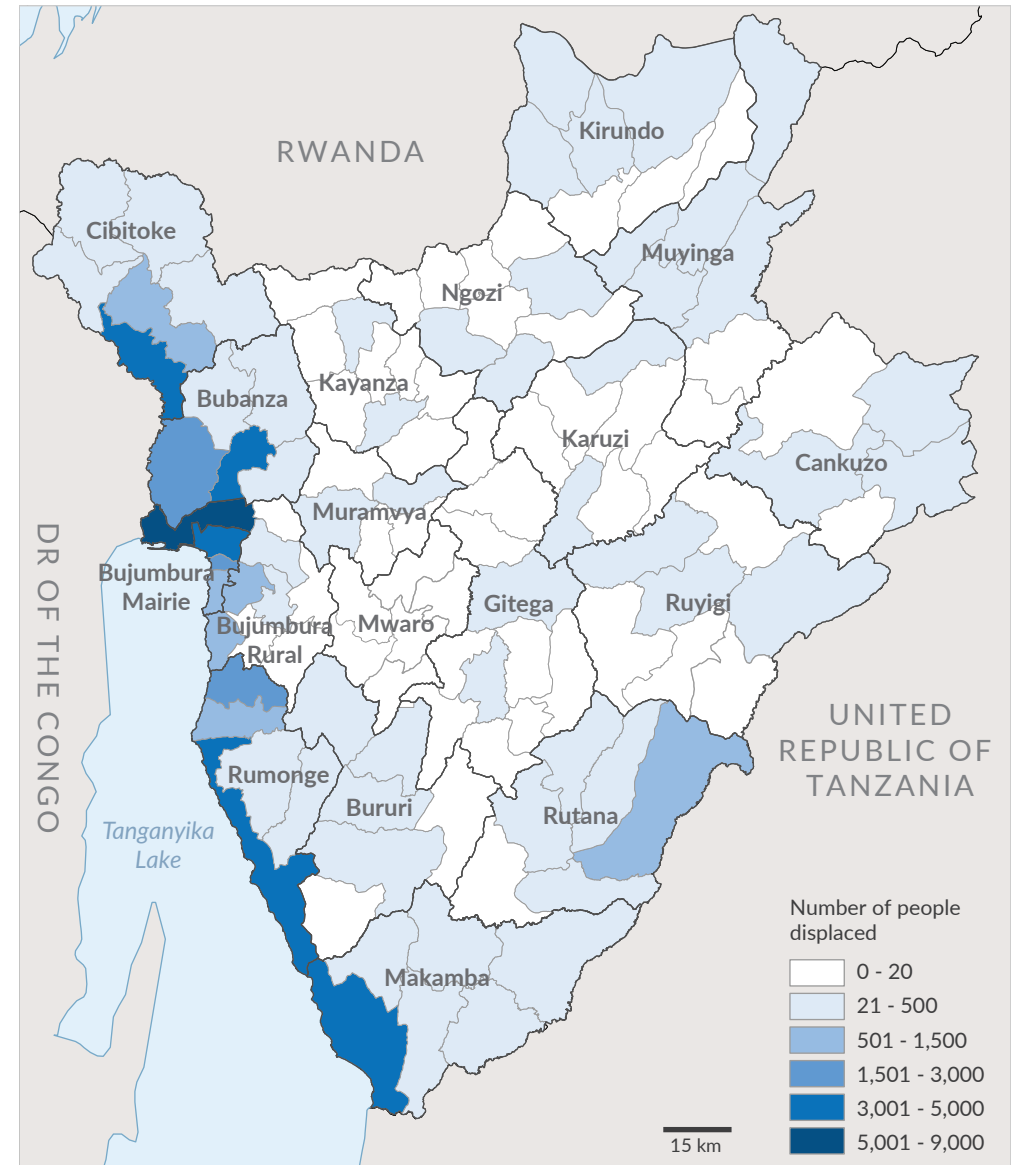 RWANDA
Kirundo
Cibitoke
Muyinga
Ngozi
Kayanza
Bubanza
Karuzi
Cankuzo
Muramvya
DR OF THE CONGO
Bujumbura
Mairie
Gitega
Ruyigi
Bujumbura
Rural
Mwaro
UNITED
REPUBLIC OF
TANZANIA
Rumonge
Bururi
Rutana
Tanganyika
Lake
Makamba
Number of people
displaced
0 - 20
21 - 500
501 - 1,500
1,501 - 3,000
3,001 - 5,000
5,001 - 9,000
15 km